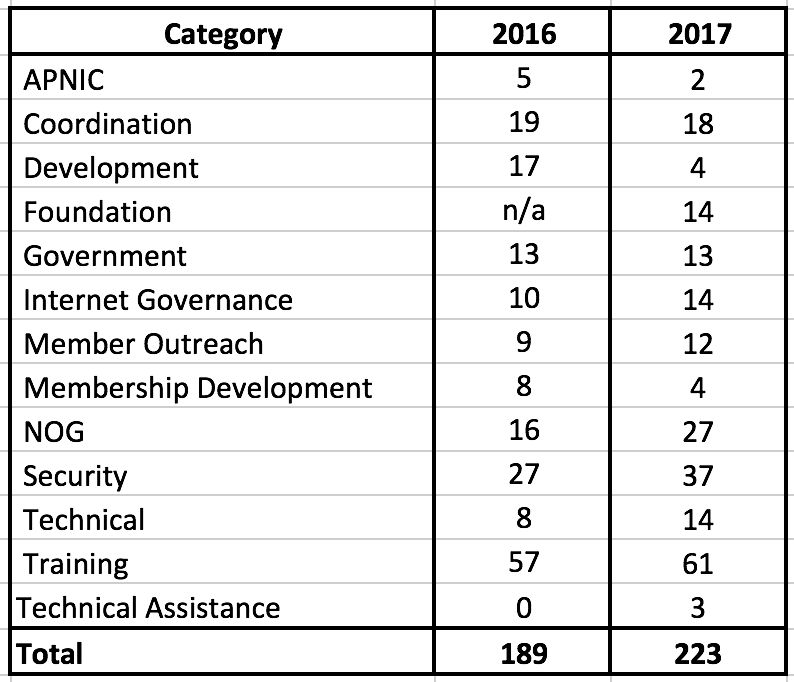 Category 2016 2017
APNIC 5 2
Coordination 19 18
Development 17 4
Foundation n/a 14
Government 13 13
Internet Governance 10 14
Member Outreach 9 12
Membership Development 8 4
NOG 16 27
Security 27 37
Technical 8 14
Training 57 61
Technical Assistance 0 3
Total 189 223